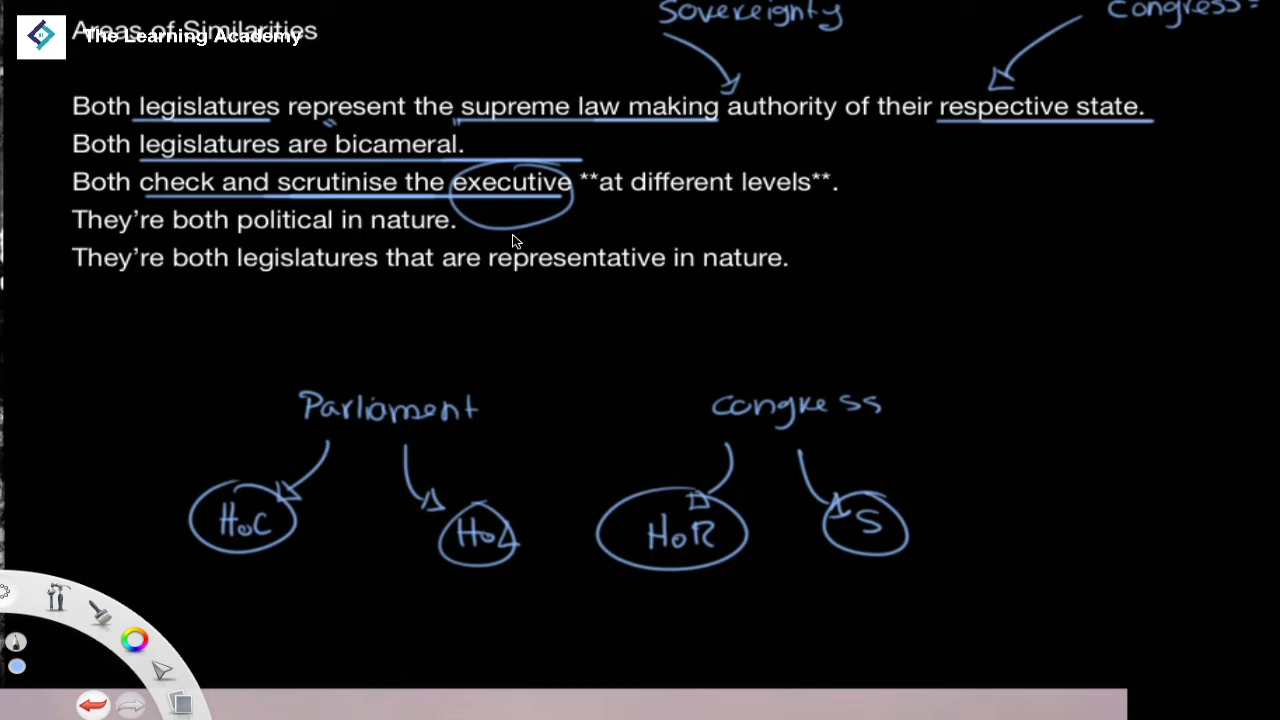 Sovereignty
Congress
Areas of Similarities
The Learning Academy
Both legislatures represent the supreme law making authority of their respective state.
Both legislatures are bicameral.
Both check and scrutinise the executive **at different levels**.
They're both political in nature.
They're both legislatures that are representative in nature.
Parliament
Congress
HoC
HoL
HoR
S